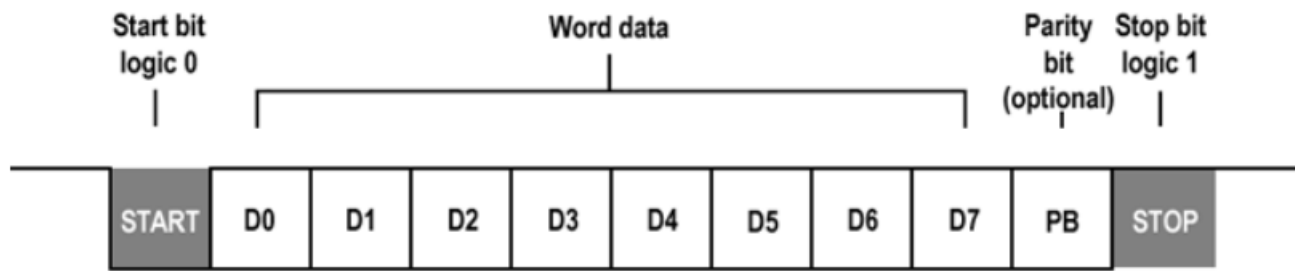 Start bit
logic 0
Word data
Parity
bit
(optional)
Stop bit
logic 1
START D0 D1 D2 D3 D4 D5 D6 D7 PB STOP